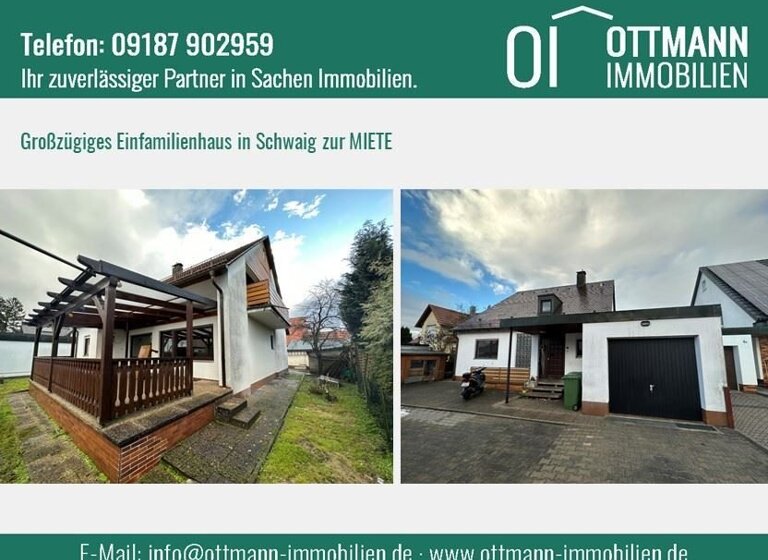 Telefon: 09187 902959
Ihr zuverlässiger Partner in Sachen Immobilien.
OI OTTMANN
IMMOBILIEN
Großzügiges Einfamilienhaus in Schwaig zur MIETE
E-Mail: info@ottmann-immobilien.de · www.ottmann-immobilien.de